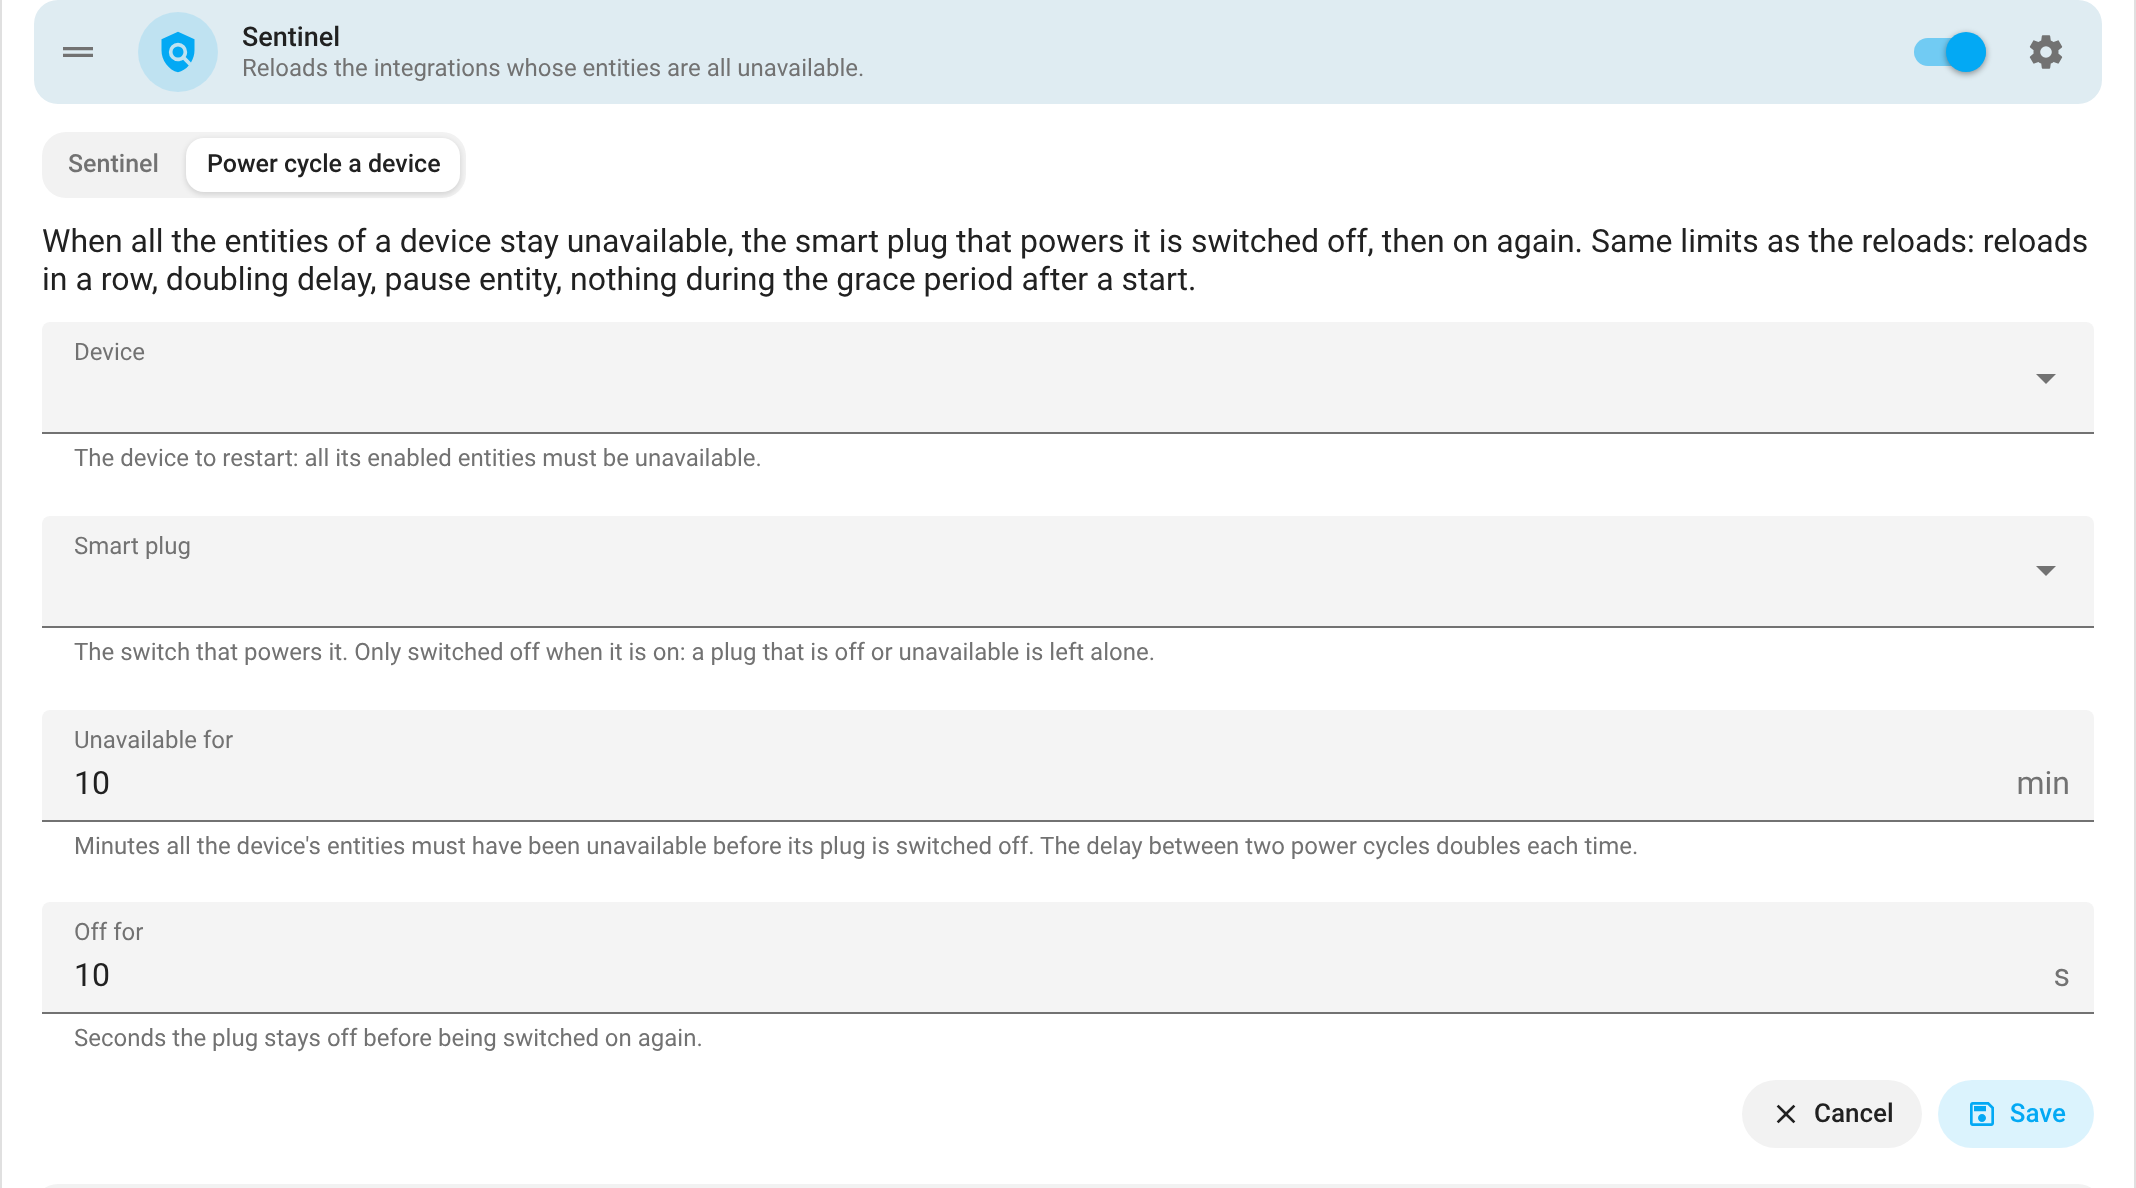 Sentinel
Reloads the integrations whose entities are all unavailable.
Sentinel
Power cycle a device
When all the entities of a device stay unavailable, the smart plug that powers it is switched off, then on again. Same limits as the reloads: reloads
in a row, doubling delay, pause entity, nothing during the grace period after a start.
Device
The device to restart: all its enabled entities must be unavailable.
Smart plug
The switch that powers it. Only switched off when it is on: a plug that is off or unavailable is left alone.
Unavailable for
10 min
Minutes all the device's entities must have been unavailable before its plug is switched off. The delay between two power cycles doubles each time.
Off for
10 s
Seconds the plug stays off before being switched on again.
Cancel
Save